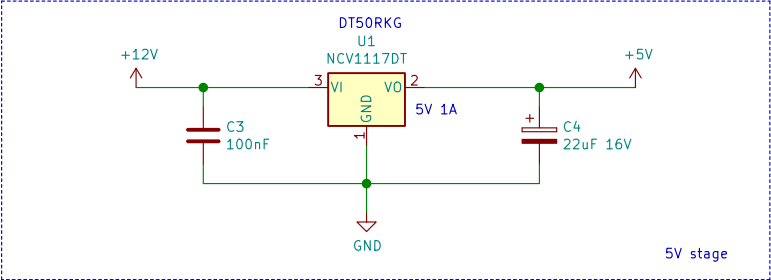 DT50RKG
U1
NCV1117DT
+12V
+5V
3
VI
VO
2
GND
5V 1A
1
C3
100nF
+
C4
22uF 16V
GND
5V stage